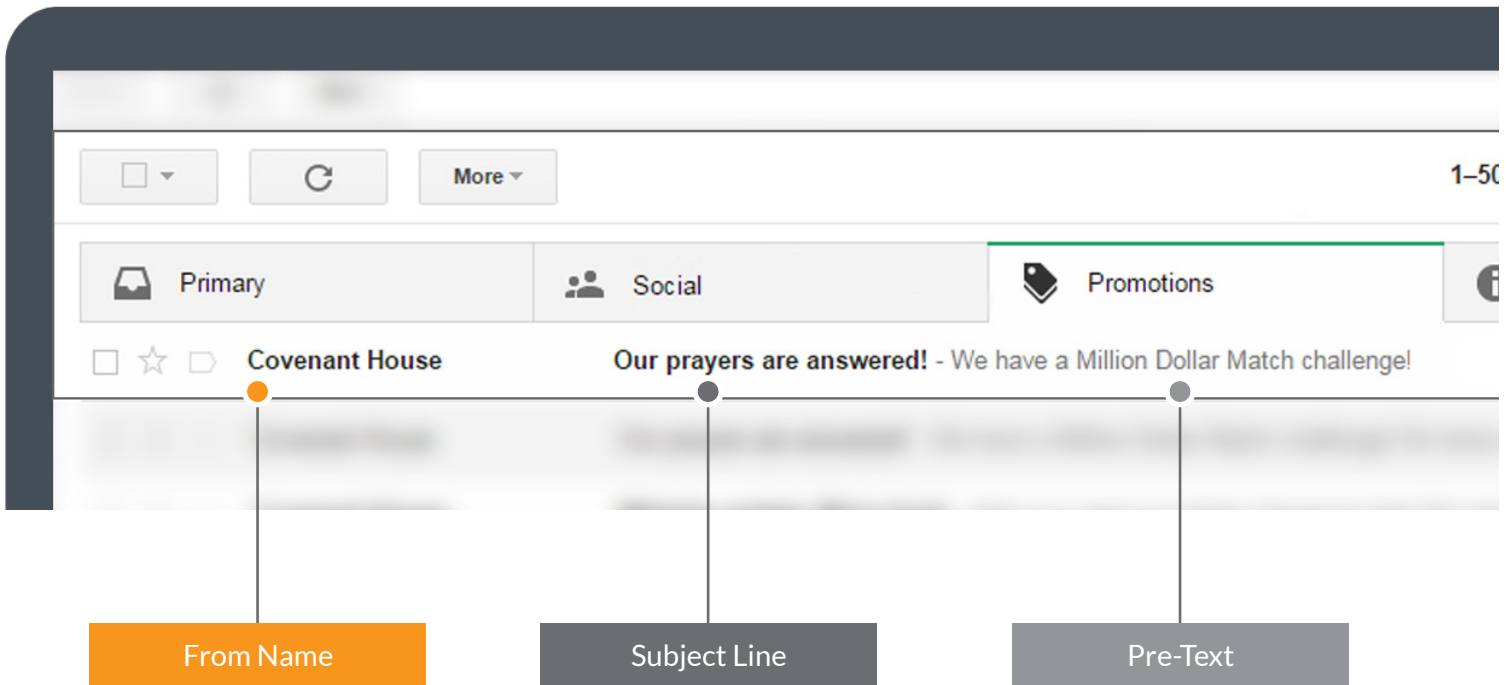 More
1–50
Primary
Social
Promotions
Covenant House
Our prayers are answered! - We have a Million Dollar Match challenge!
From Name
Subject Line
Pre-Text